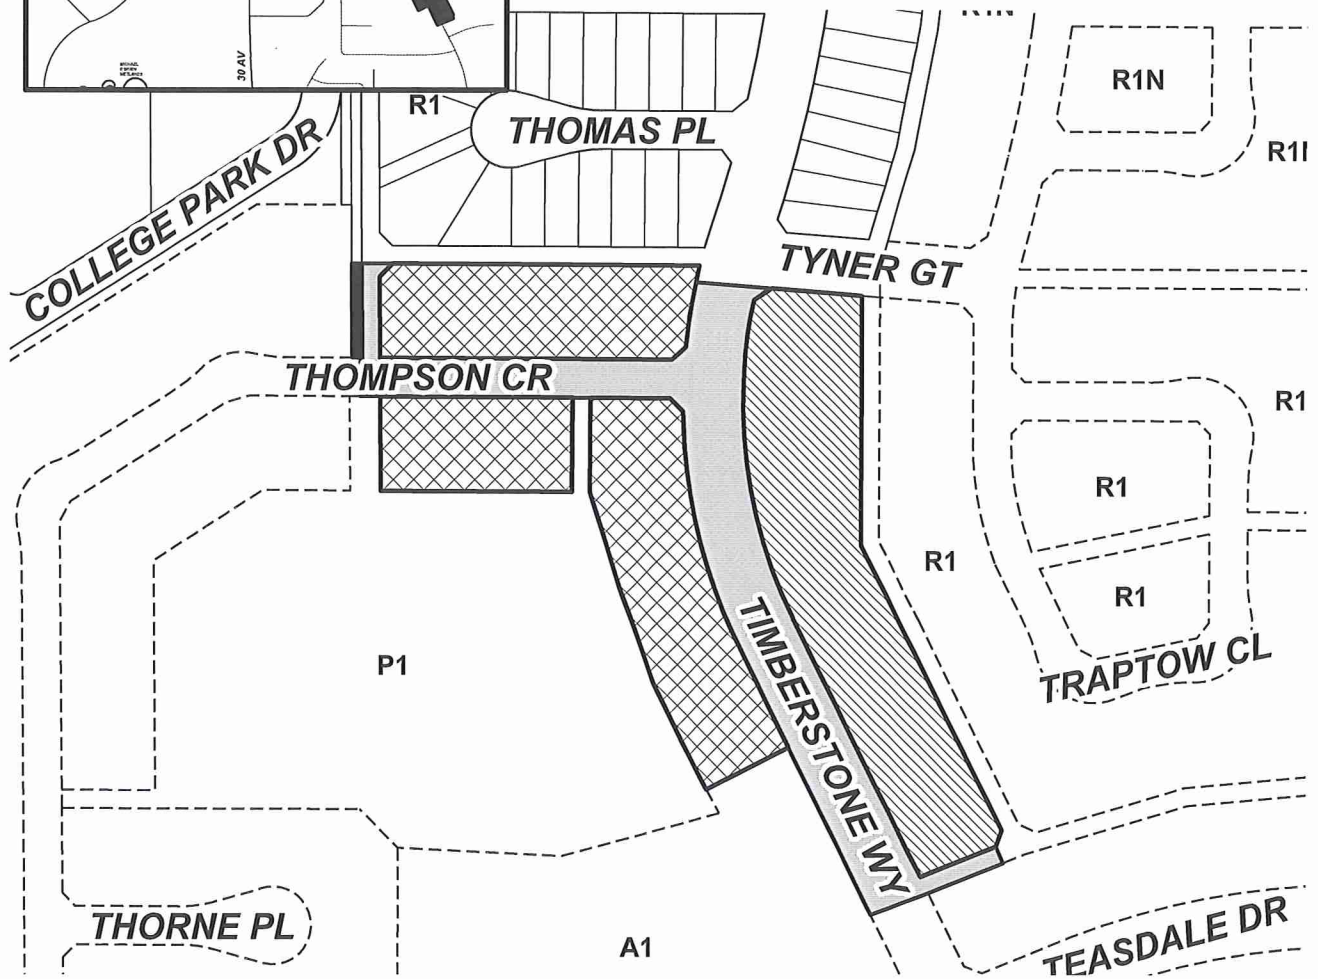 R1N
30 AV
R1N
R1
THOMAS PL
COLLEGE PARK DR
TYNER GT
THOMPSON CR
R1
R1
R1
R1
TIMBERSTONE WY
P1
TRAPTOW CL
THORNE PL
A1
TEASDALE DR